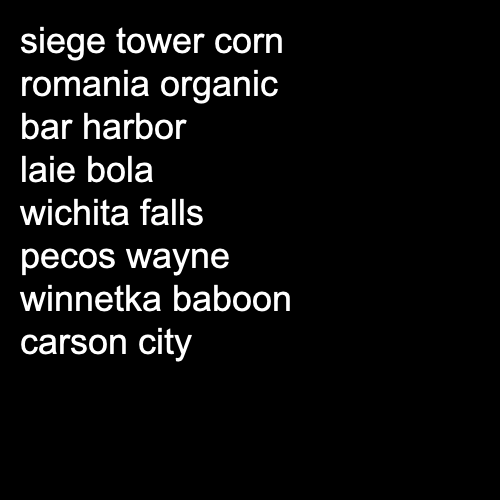 siege tower corn
romania organic
bar harbor
laie bola
wichita falls
pecos wayne
winnetka baboon
carson city